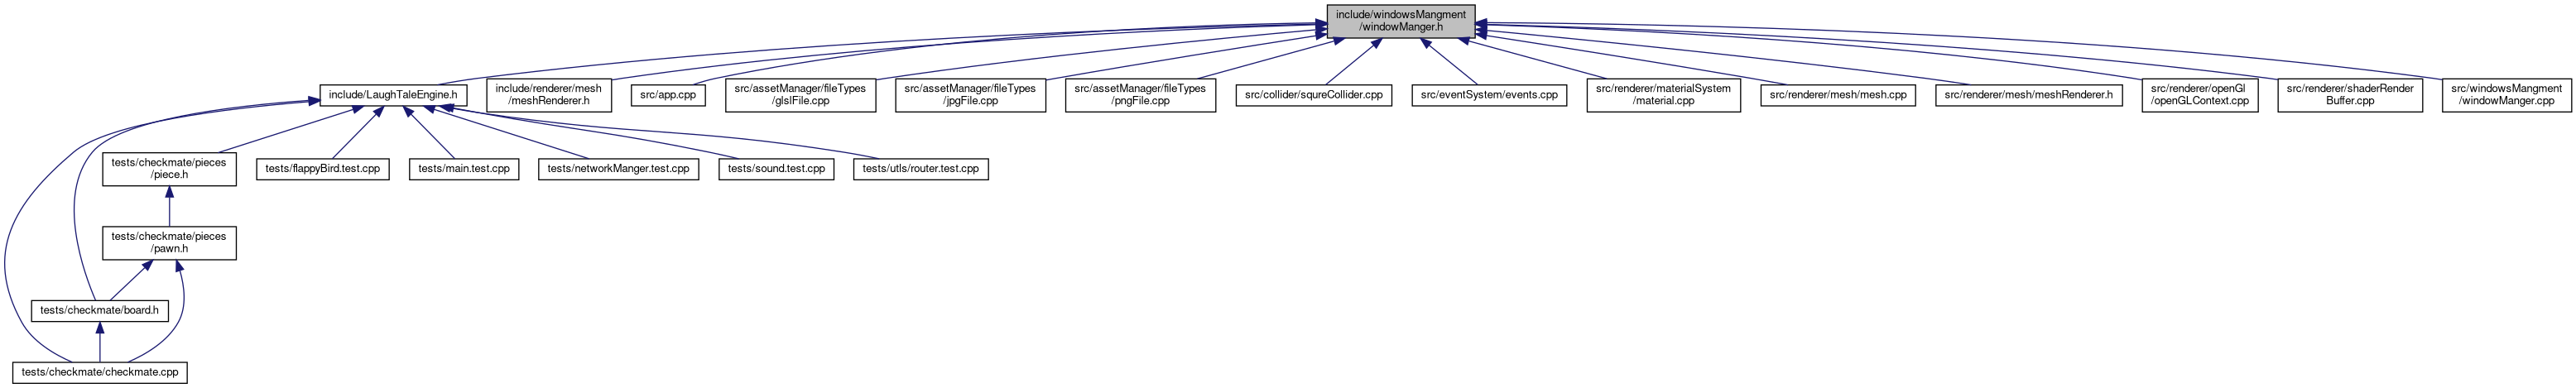 include/windowsMangment
/windowManger.h
include/LaughTaleEngine.h
include/renderer/mesh
/meshRenderer.h
src/app.cpp
src/assetManager/fileTypes
/glslFile.cpp
src/assetManager/fileTypes
/jpgFile.cpp
src/assetManager/fileTypes
/pngFile.cpp
src/collider/squreCollider.cpp
src/eventSystem/events.cpp
src/renderer/materialSystem
/material.cpp
src/renderer/mesh/mesh.cpp
src/renderer/mesh/meshRenderer.h
src/renderer/openGl
/openGLContext.cpp
src/renderer/shaderRender
Buffer.cpp
src/windowsMangment
/windowManger.cpp
tests/checkmate/pieces
/piece.h
tests/flappyBird.test.cpp
tests/main.test.cpp
tests/networkManger.test.cpp
tests/sound.test.cpp
tests/utls/router.test.cpp
tests/checkmate/pieces
/pawn.h
tests/checkmate/board.h
tests/checkmate/checkmate.cpp